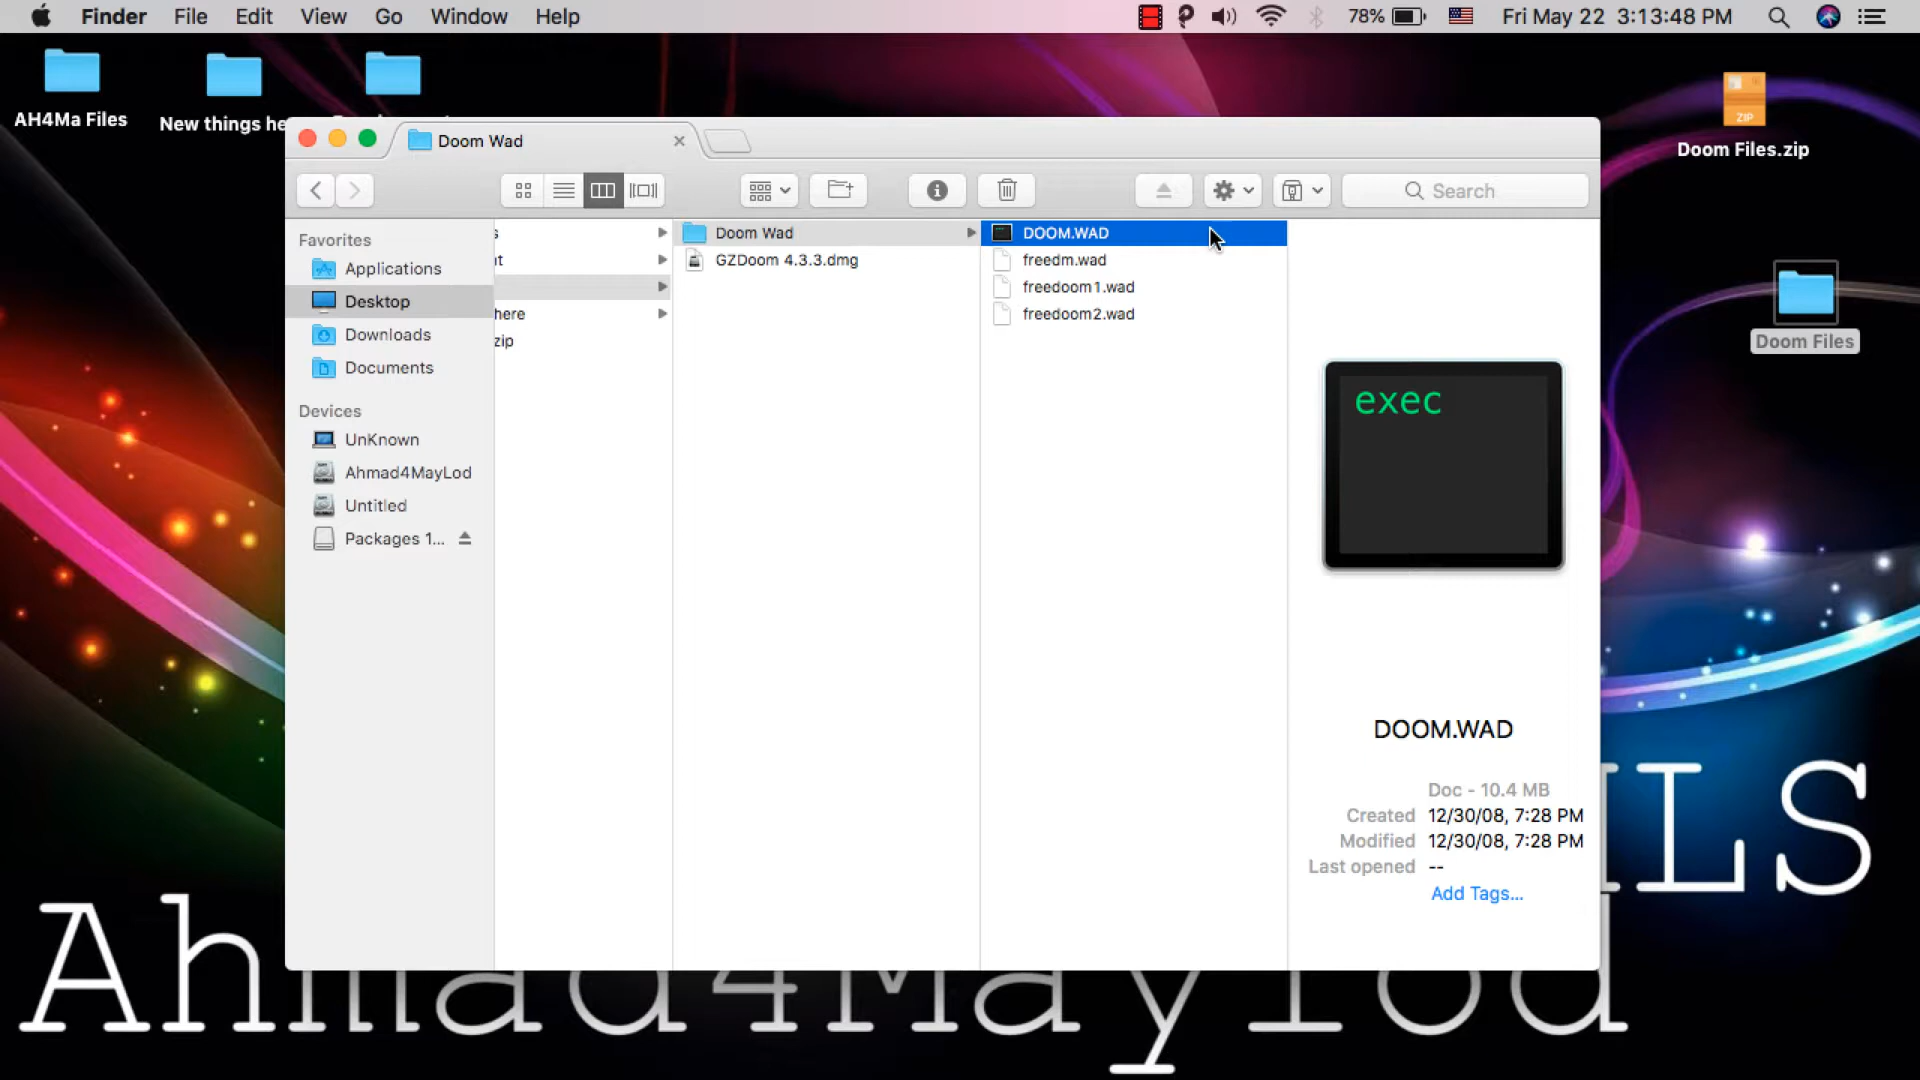 Finder File Edit View Go Window Help 78% Fri May 22 3:13:48 PM
AH4Ma Files
New things he
ZIP
Doom Files.zip
Doom Wad
Search
Favorites
Applications
Desktop
Downloads
Documents
Devices
UnKnown
Ahmad4MayLod
Untitled
Packages 1...
s
nt
here
zip
Doom Wad
GZDoom 4.3.3.dmg
DOOM.WAD
freedm.wad
freedoom1.wad
freedoom2.wad
exec
DOOM.WAD
Doc - 10.4 MB
Created 12/30/08, 7:28 PM
Modified 12/30/08, 7:28 PM
Last opened --
Add Tags...
Doom Files
LS
Ahmad4Maylod